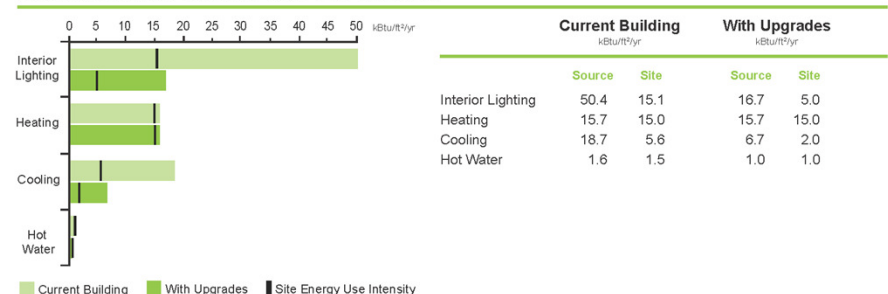 0 5 10 15 20 25 30 35 40 50 kBtu/ft²/yr
Interior
Lighting
Heating
Cooling
Hot
Water
Current Building With Upgrades Site Energy Use Intensity
Current Building With Upgrades
kBtu/ft²/yr kBtu/ft²/yr
Source Site Source Site
Interior Lighting 50.4 15.1 16.7 5.0
Heating 15.7 15.0 15.7 15.0
Cooling 18.7 5.6 6.7 2.0
Hot Water 1.6 1.5 1.0 1.0